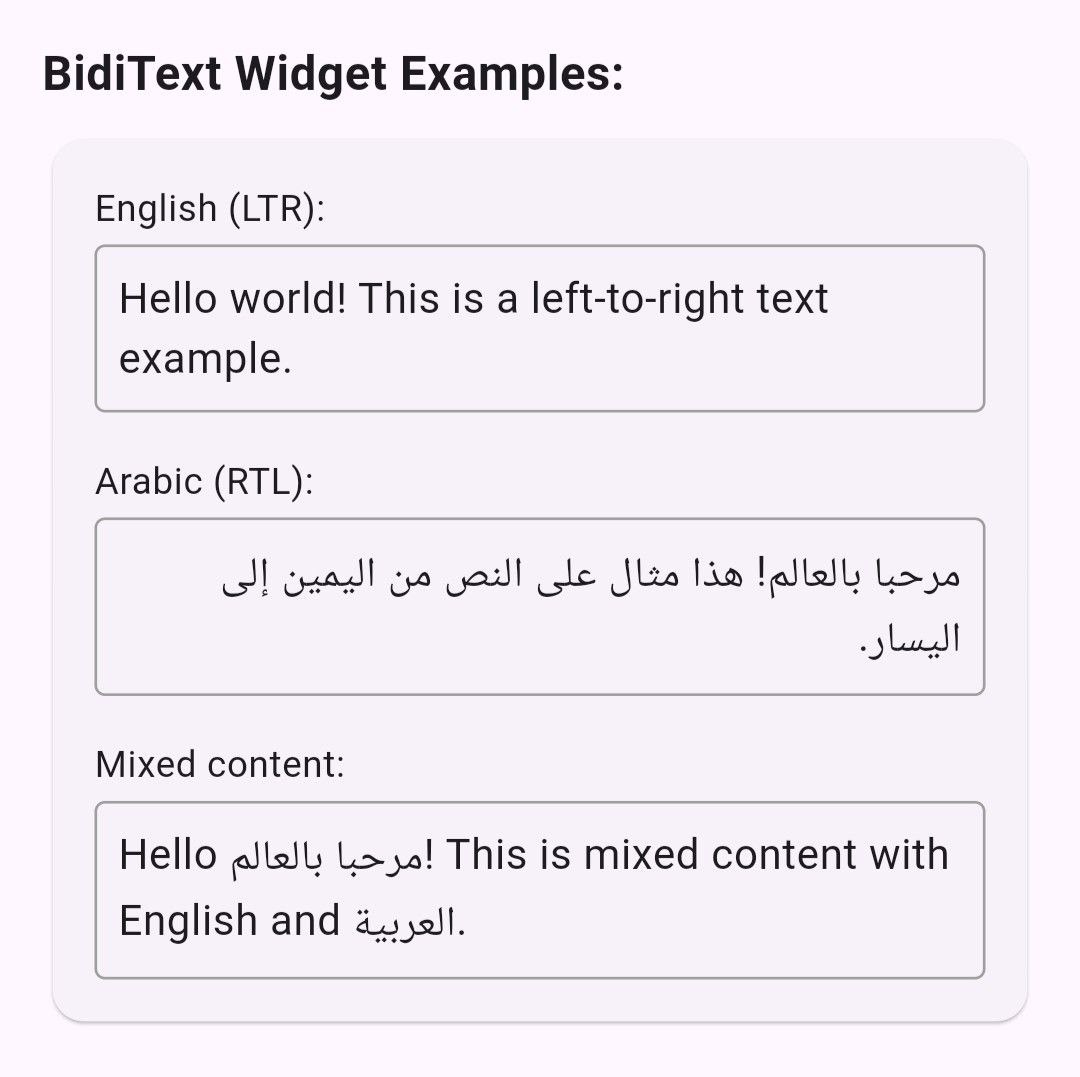 BidiText Widget Examples:
English (LTR):
Hello world! This is a left-to-right text
example.
Arabic (RTL):
مرحبا بالعالم! هذا مثال على النص من اليمين إلى
اليسار.
Mixed content:
Hello مرحبا بالعالم! This is mixed content with
English and العربية.